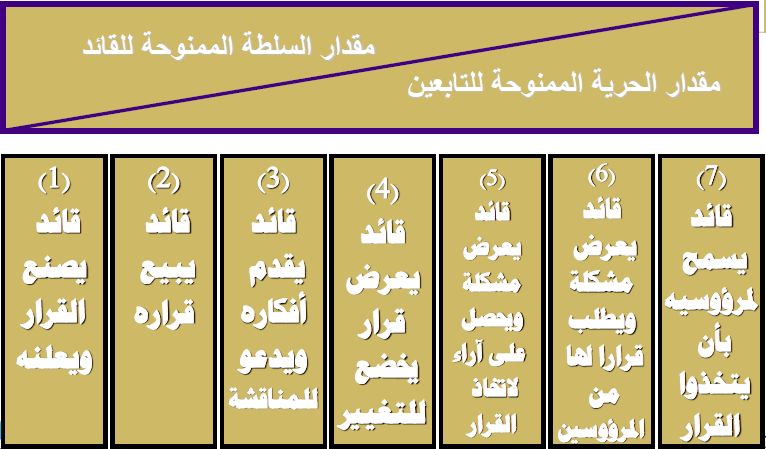 مقدار السلطة الممنوحة للقائد
مقدار الحرية الممنوحة للتابعين
(1)
قائد
يصنع
القرار
ويعلنه
(2)
قائد
يبيع
قراره
(3)
قائد
يقدم
أفكاره
ويدعو
للمناقشة
(4)
قائد
يعرض
قرار
يخضع
للتغيير
(5)
قائد
يعرض
مشكلة
ويحصل
على آراء
لاتخاذ
القرار
(6)
قائد
يعرض
مشكلة
ويطلب
قرارا لها
من
المرؤوسين
(7)
قائد
يسمح
لمرؤوسيه
بأن
يتخذوا
القرار